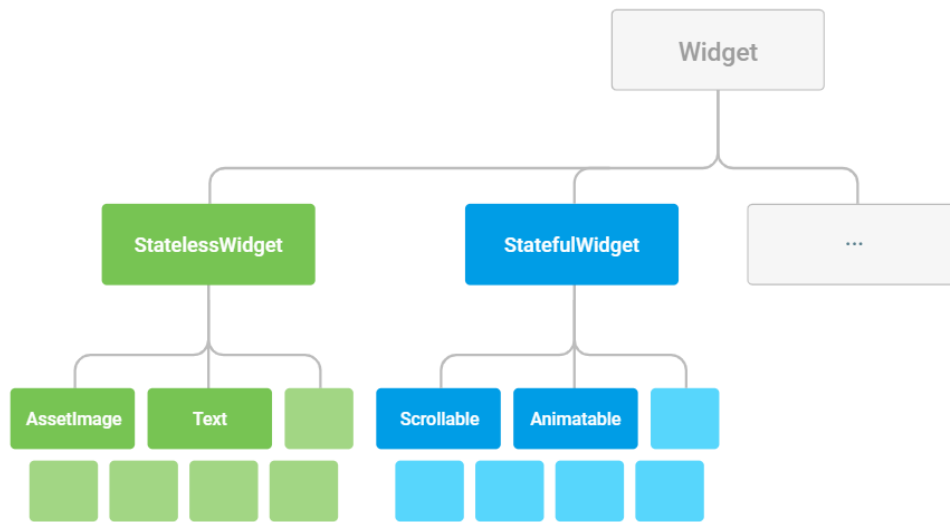 Widget
StatelessWidget
StatefulWidget
...
AssetImage
Text
Scrollable
Animatable